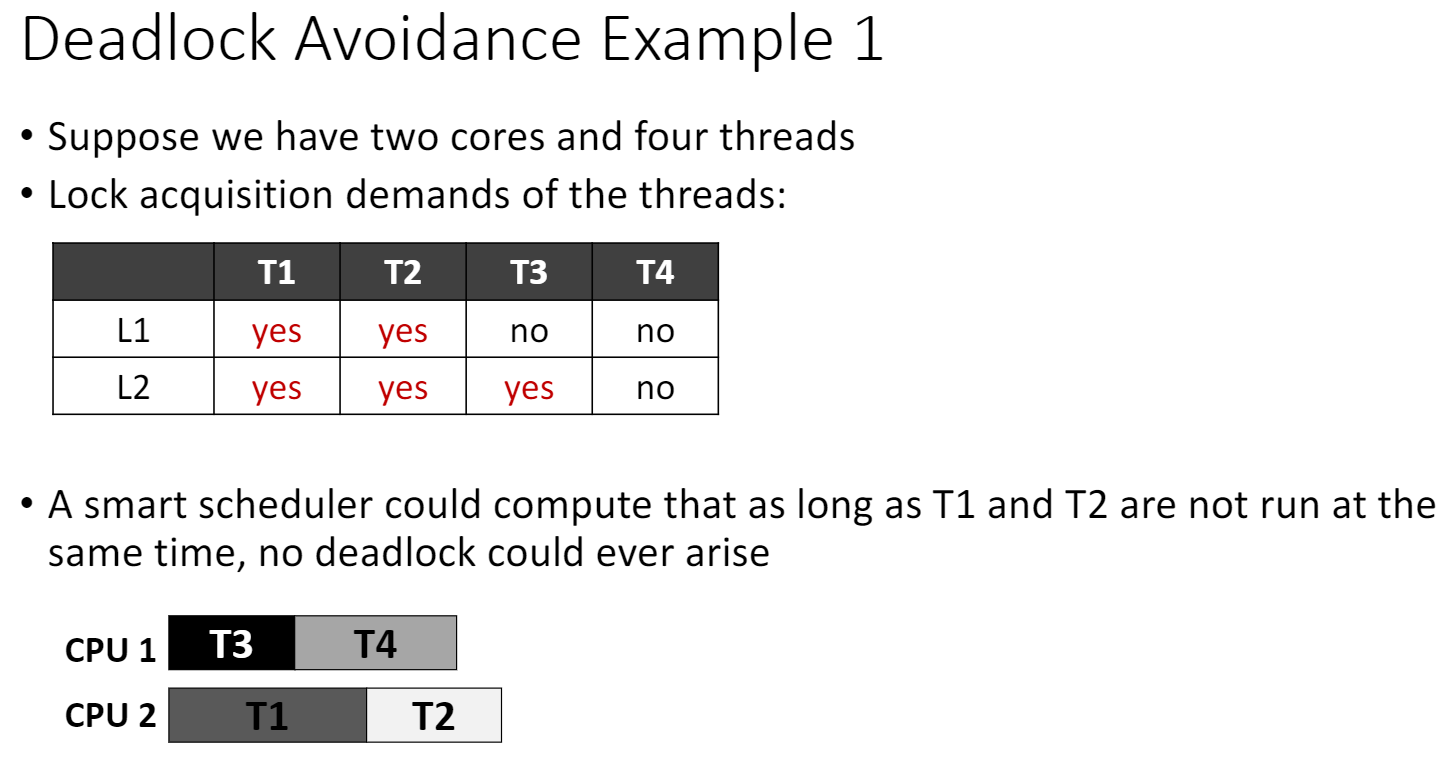 Deadlock Avoidance Example 1
• Suppose we have two cores and four threads
• Lock acquisition demands of the threads:
T1 T2 T3 T4
L1 yes yes no no
L2 yes yes yes no
• A smart scheduler could compute that as long as T1 and T2 are not run at the
same time, no deadlock could ever arise
CPU 1 T3 T4
CPU 2 T1 T2